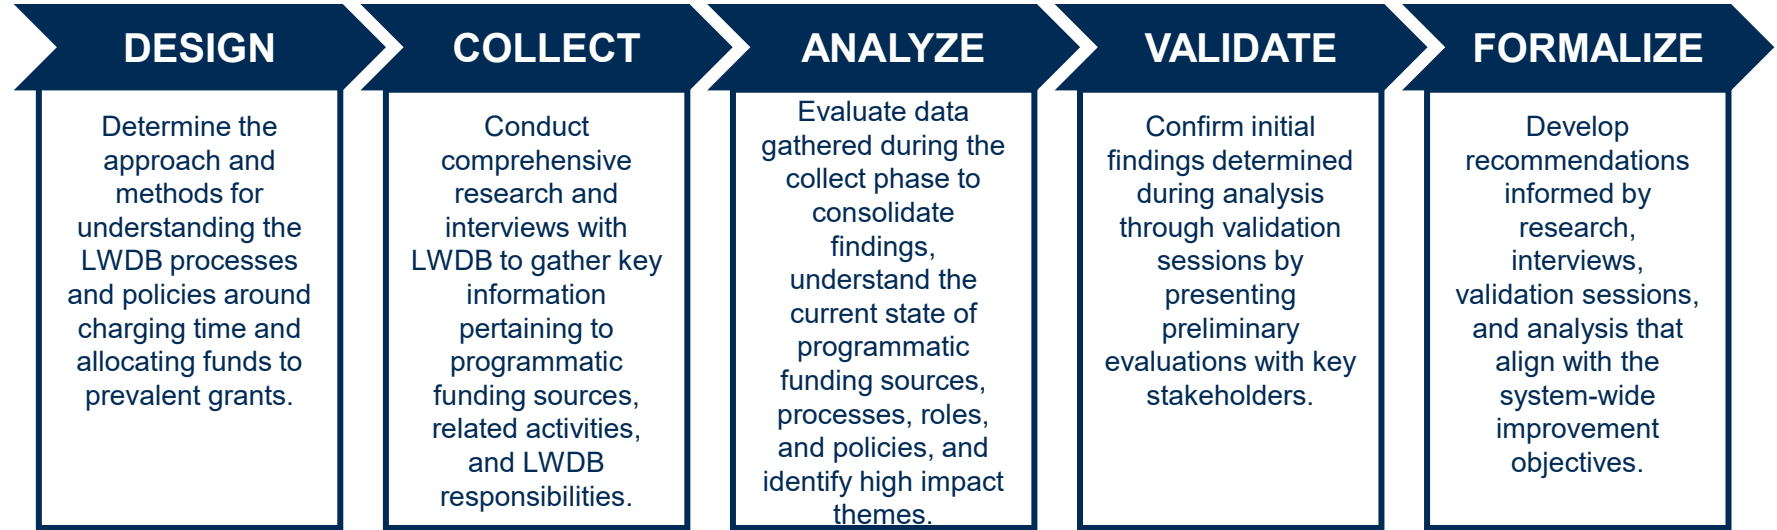 DESIGN
Determine the
approach and
methods for
understanding the
LWDB processes
and policies around
charging time and
allocating funds to
prevalent grants.
COLLECT
Conduct
comprehensive
research and
interviews with
LWDB to gather key
information
pertaining to
programmatic
funding sources,
related activities,
and LWDB
responsibilities.
ANALYZE
Evaluate data
gathered during the
collect phase to
consolidate
findings,
understand the
current state of
programmatic
funding sources,
processes, roles,
and policies, and
identify high impact
themes.
VALIDATE
Confirm initial
findings determined
during analysis
through validation
sessions by
presenting
preliminary
evaluations with key
stakeholders.
FORMALIZE
Develop
recommendations
informed by
research,
interviews,
validation sessions,
and analysis that
align with the
system-wide
improvement
objectives.